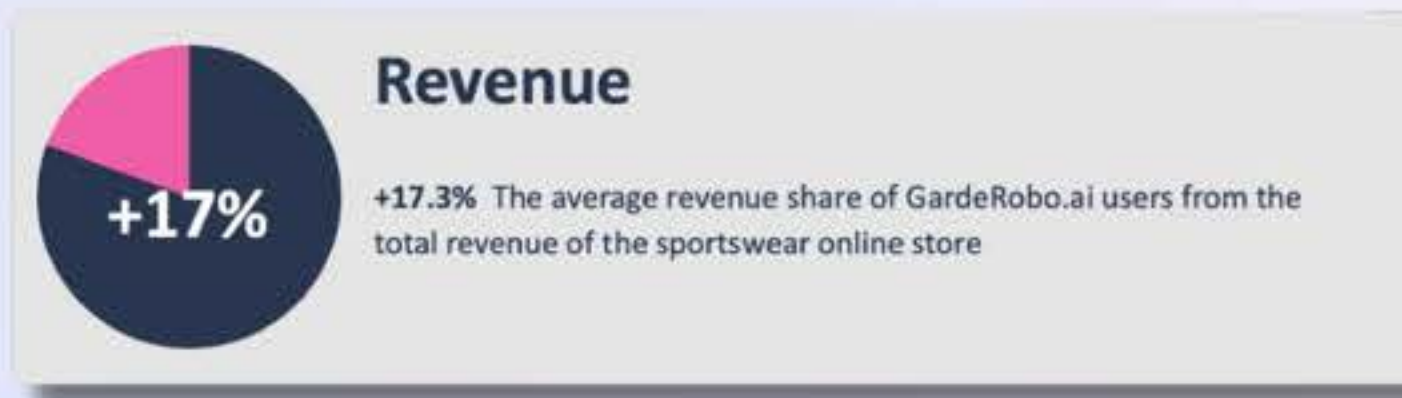 Revenue
+17%
+17.3% The average revenue share of GardeRobo.ai users from the
total revenue of the sportswear online store